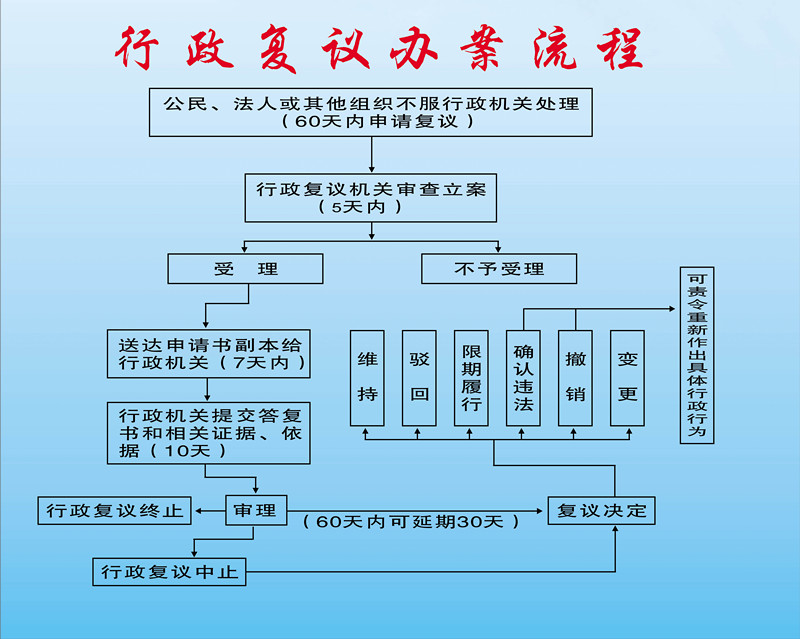 行政复议办案流程
公民、法人或其他组织不服行政机关处理
（60天内申请复议）
行政复议机关审查立案
（5天内）
受 理
不予受理
可责令重新作出具体行政行为
送达申请书副本给
行政机关（7天内）
维持
驳回
限期履行
确认违法
撤销
变更
行政机关提交答复
书和相关证据、依
据（10天）
行政复议终止
审理
（60天内可延期30天）
复议决定
行政复议中止